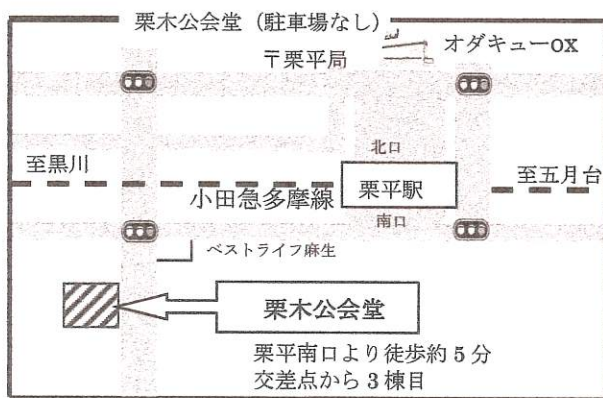 栗木公会堂（駐車場なし）
オダキューOX
〒栗平局
北口
至黒川
栗平駅
至五月台
小田急多摩線
南口
ベストライフ麻生
栗木公会堂
栗平南口より徒歩約5分
交差点から3棟目